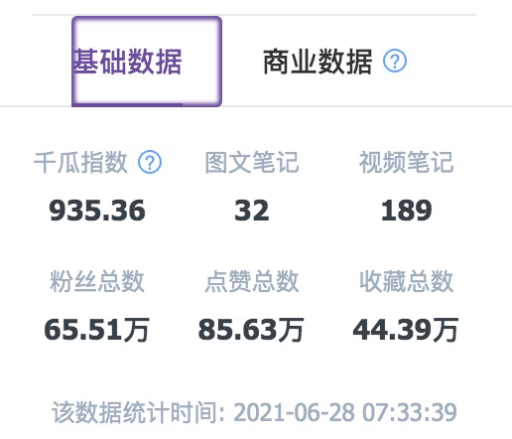 基础数据 商业数据 ?
千瓜指数 ? 图文笔记 视频笔记
935.36 32 189
粉丝总数 点赞总数 收藏总数
65.51万 85.63万 44.39万
该数据统计时间: 2021-06-28 07:33:39